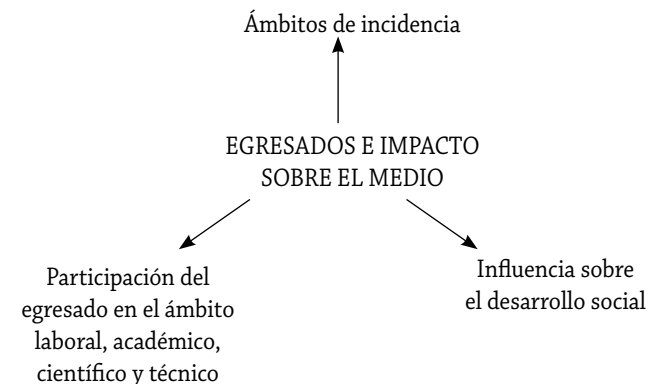 Ámbitos de incidencia
EGRESADOS E IMPACTO
SOBRE EL MEDIO
Participación del
egresado en el ámbito
laboral, académico,
científico y técnico
Influencia sobre
el desarrollo social